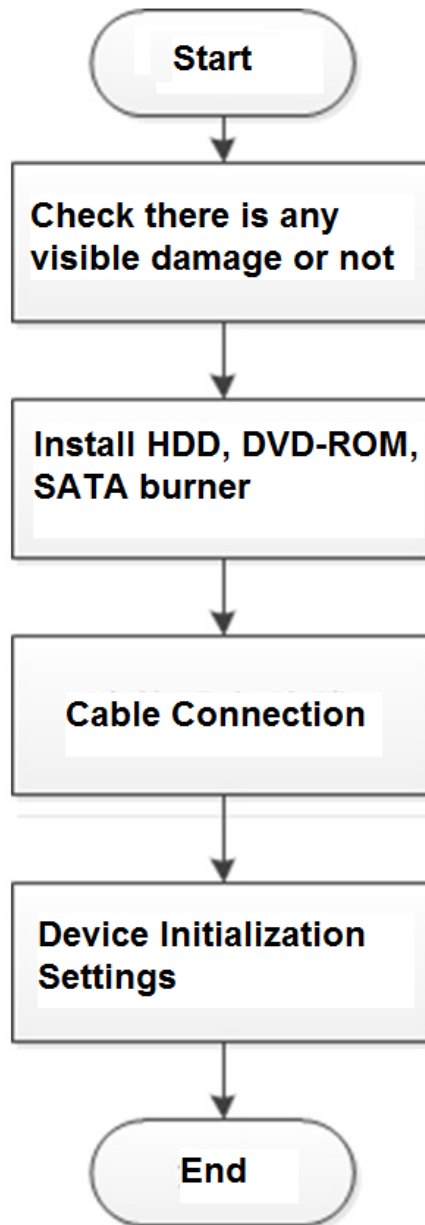 Start
Check there is any
visible damage or not
Install HDD, DVD-ROM,
SATA burner
Cable Connection
Device Initialization
Settings
End